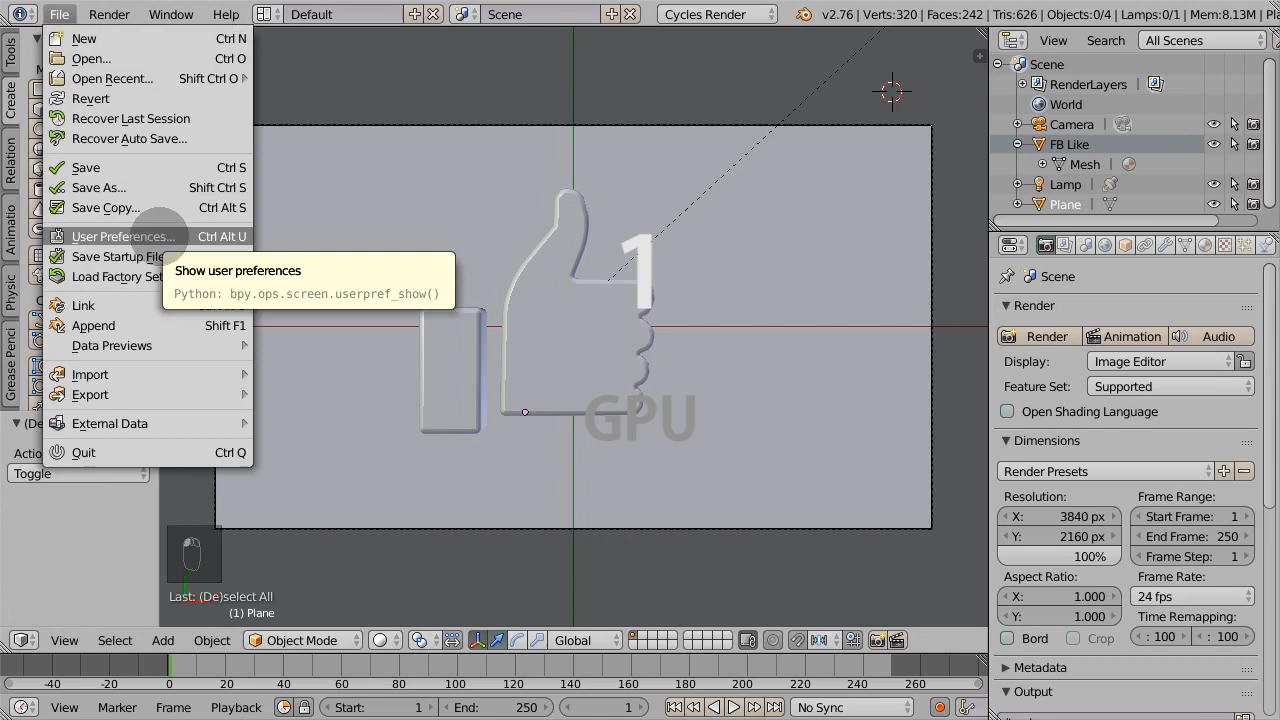 File Render Window Help Default Scene Cycles Render v2.76 | Verts:320 | Faces:242 | Tris:626 | Objects:0/4 | Lamps:0/1 | Mem:8.13M | Pl
Tools
Create
Relation
Animatio
Physic
Grease Penci
New Ctrl N
Open... Ctrl O
Open Recent... Shift Ctrl O
Revert
Recover Last Session
Recover Auto Save...
Save Ctrl S
Save As... Shift Ctrl S
Save Copy... Ctrl Alt S
User Preferences... Ctrl Alt U
Save Startup File
Load Factory Set
Link
Append Shift F1
Data Previews
Import
Export
External Data
Quit Ctrl Q
Show user preferences
Python: bpy.ops.screen.userpref_show()
(De
Actio
Toggle
1
GPU
Last: (De)select All
(1) Plane
View Select Add Object Object Mode Global
-40 -20 0 20 40 60 80 100 120 140 160 180 200 220 240 260
View Marker Frame Playback Start: 1 End: 250 1 No Sync
View Search All Scenes
Scene
RenderLayers |
World
Camera |
FB Like
Mesh |
Lamp |
Plane |
Scene
Render
Render Animation Audio
Display: Image Editor
Feature Set: Supported
Open Shading Language
Dimensions
Render Presets
Resolution: Frame Range:
X: 3840 px Start Frame: 1
Y: 2160 px End Frame: 250
100% Frame Step: 1
Aspect Ratio: Frame Rate:
X: 1.000 24 fps
Y: 1.000 Time Remapping:
Bord Crop : 100 : 100
Metadata
Output